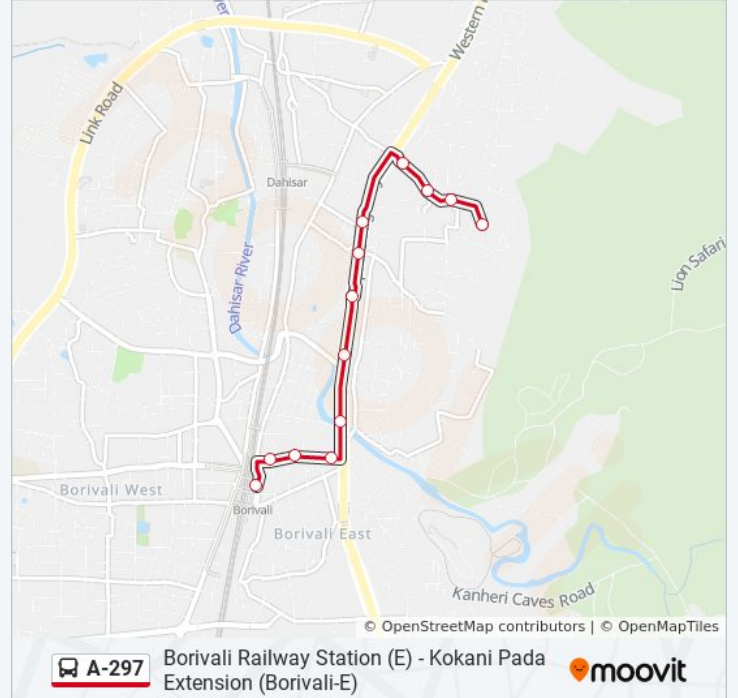 ver
Western
Link Road
Dahisar
Dahisar River
Lion Safari
Borivali West
Borivali
Borivali East
Kanheri Caves Road
© OpenStreetMap contributors | © OpenMapTiles
A-297
Borivali Railway Station (E) - Kokani Pada
Extension (Borivali-E)
moovit